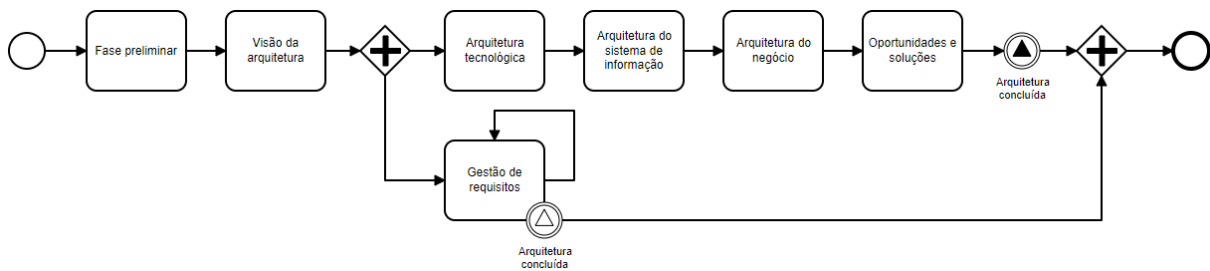 Fase preliminar
Visão da
arquitetura
Arquitetura
tecnológica
Arquitetura do
sistema de
informação
Arquitetura do
negócio
Oportunidades e
soluções
Arquitetura
concluída
Gestão de
requisitos
Arquitetura
concluída